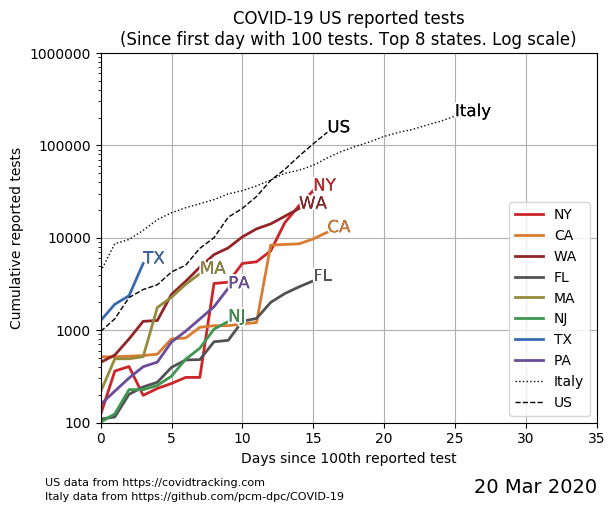 COVID-19 US reported tests
(Since first day with 100 tests. Top 8 states. Log scale)
1000000
100000
10000
1000
100
Cumulative reported tests
US
Italy
NY
WA
CA
TX
MA
PA
FL
NJ
NY
CA
WA
FL
MA
NJ
TX
PA
Italy
US
0 5 10 15 20 25 30 35
Days since 100th reported test
US data from https://covidtracking.com
Italy data from https://github.com/pcm-dpc/COVID-19
20 Mar 2020